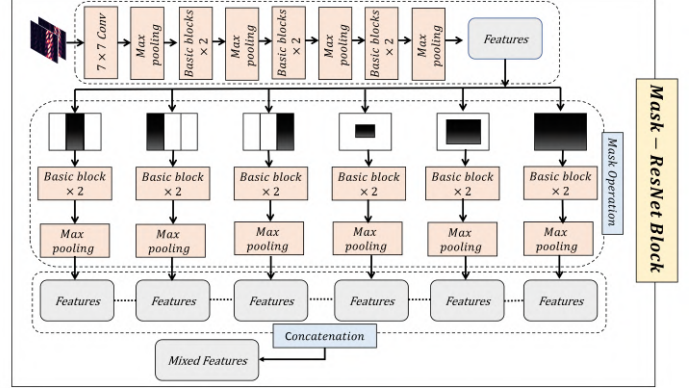 7 × 7 Conv
Max
pooling
Basic blocks
× 2
Max
pooling
Basic blocks
× 2
Max
pooling
Basic blocks
× 2
Max
pooling
Features
Basic block
× 2
Basic block
× 2
Basic block
× 2
Basic block
× 2
Basic block
× 2
Basic block
× 2
Max
pooling
Max
pooling
Max
pooling
Max
pooling
Max
pooling
Max
pooling
Mask Operation
Mask − ResNet Block
Features
Features
Features
Features
Features
Features
Concatenation
Mixed Features